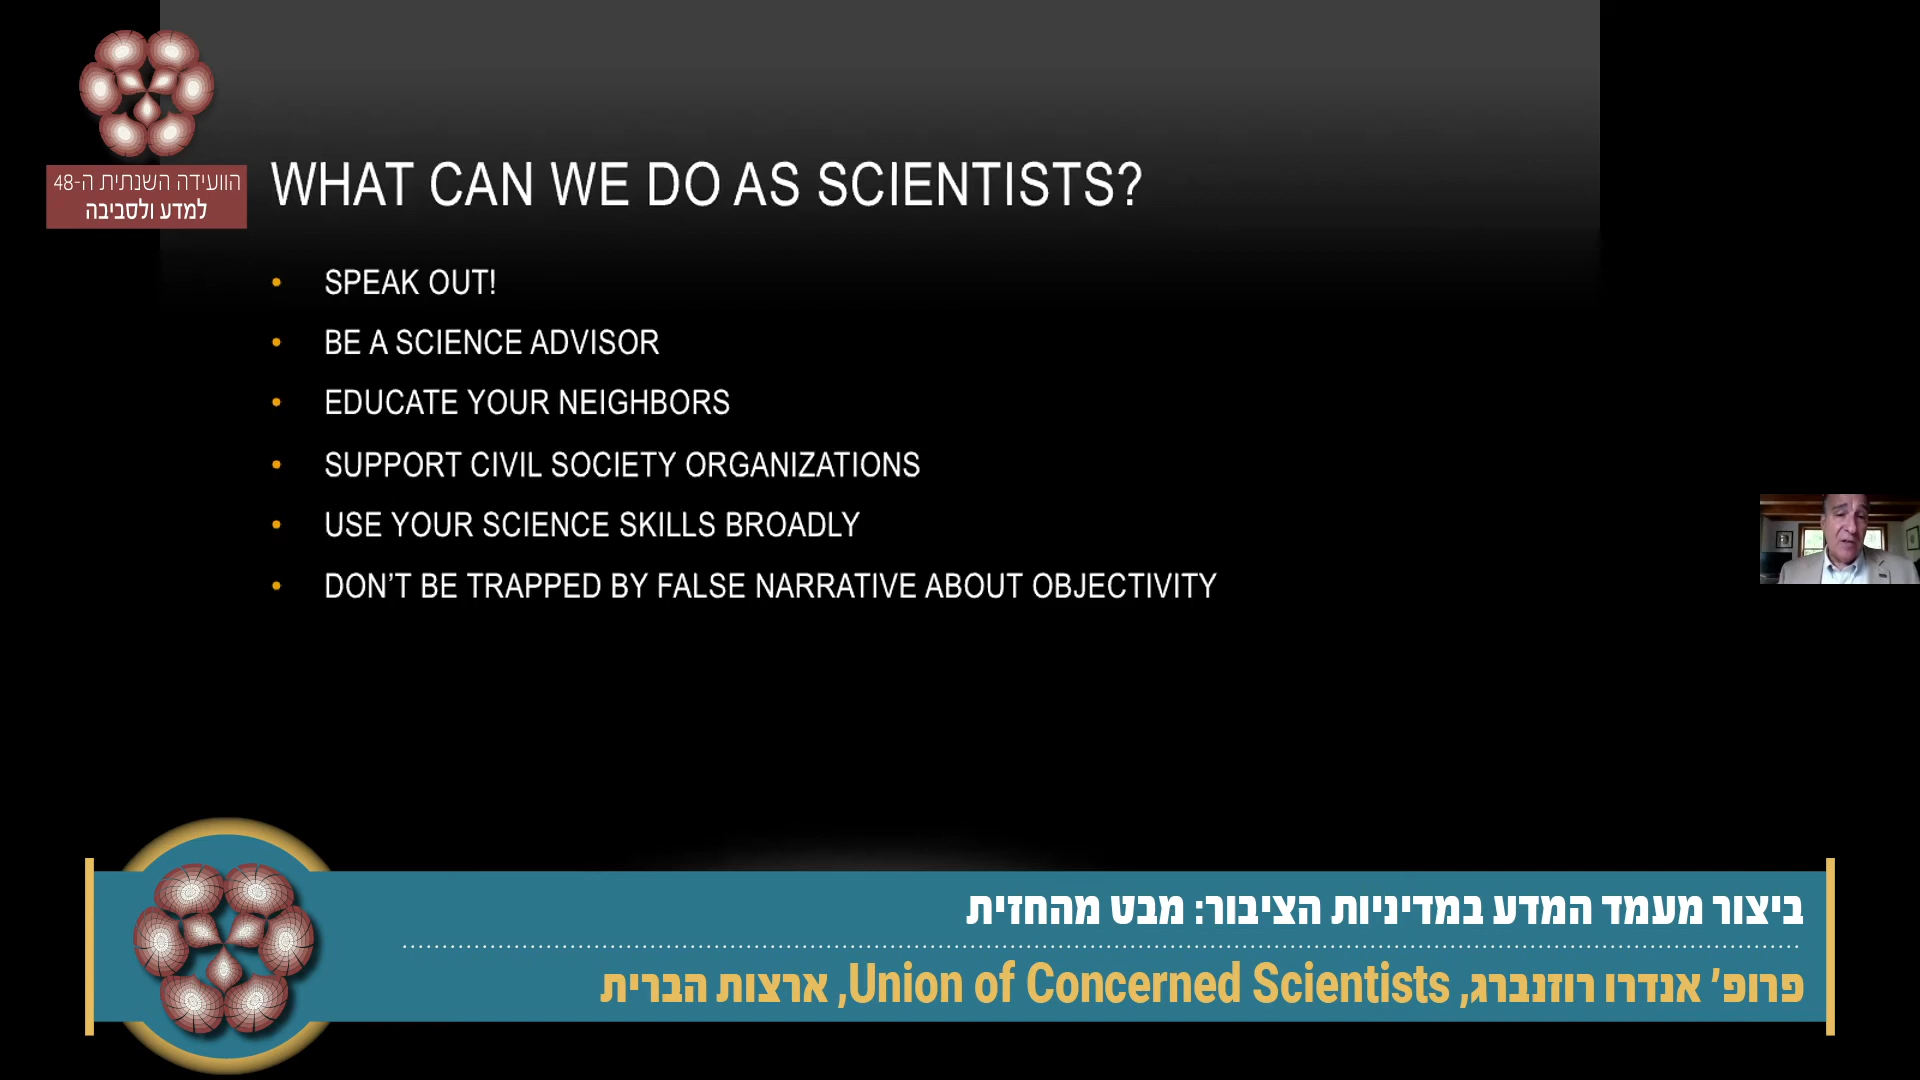 הוועידה השנתית ה-48
למדע ולסביבה
WHAT CAN WE DO AS SCIENTISTS?
• SPEAK OUT!
• BE A SCIENCE ADVISOR
• EDUCATE YOUR NEIGHBORS
• SUPPORT CIVIL SOCIETY ORGANIZATIONS
• USE YOUR SCIENCE SKILLS BROADLY
• DON’T BE TRAPPED BY FALSE NARRATIVE ABOUT OBJECTIVITY
ביצור מעמד המדע במדיניות הציבור: מבט מהחזית
פרופ’ אנדרו רוזנברג, Union of Concerned Scientists, ארצות הברית